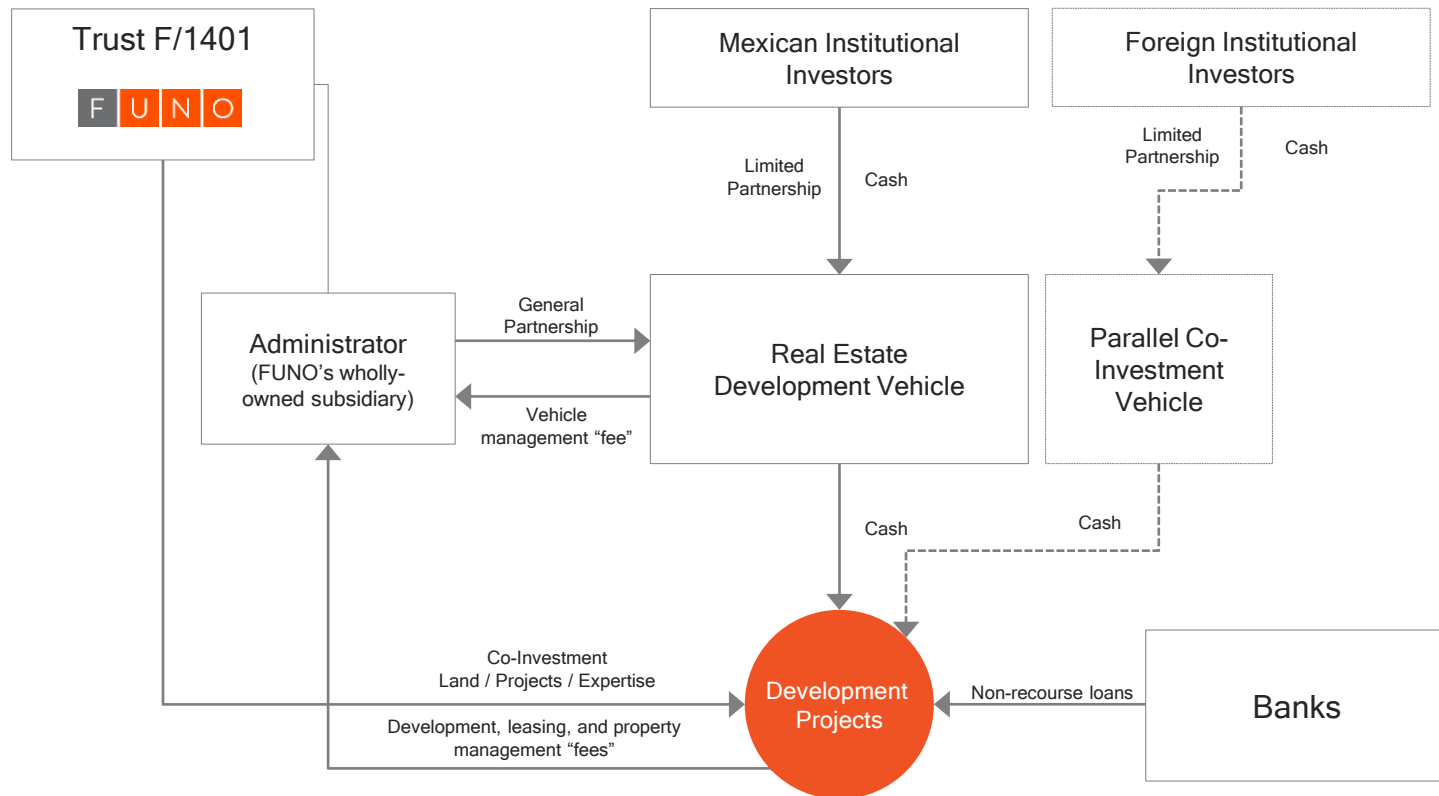 Trust F/1401
FUNO
Mexican Institutional
Investors
Foreign Institutional
Investors
Limited
Partnership
Cash
Limited
Partnership
Cash
General
Partnership
Administrator
(FUNO’s wholly-
owned subsidiary)
Real Estate
Development Vehicle
Parallel Co-
Investment
Vehicle
Vehicle
management “fee”
Cash
Cash
Co-Investment
Land / Projects / Expertise
Development
Projects
Non-recourse loans
Banks
Development, leasing, and property
management “fees”